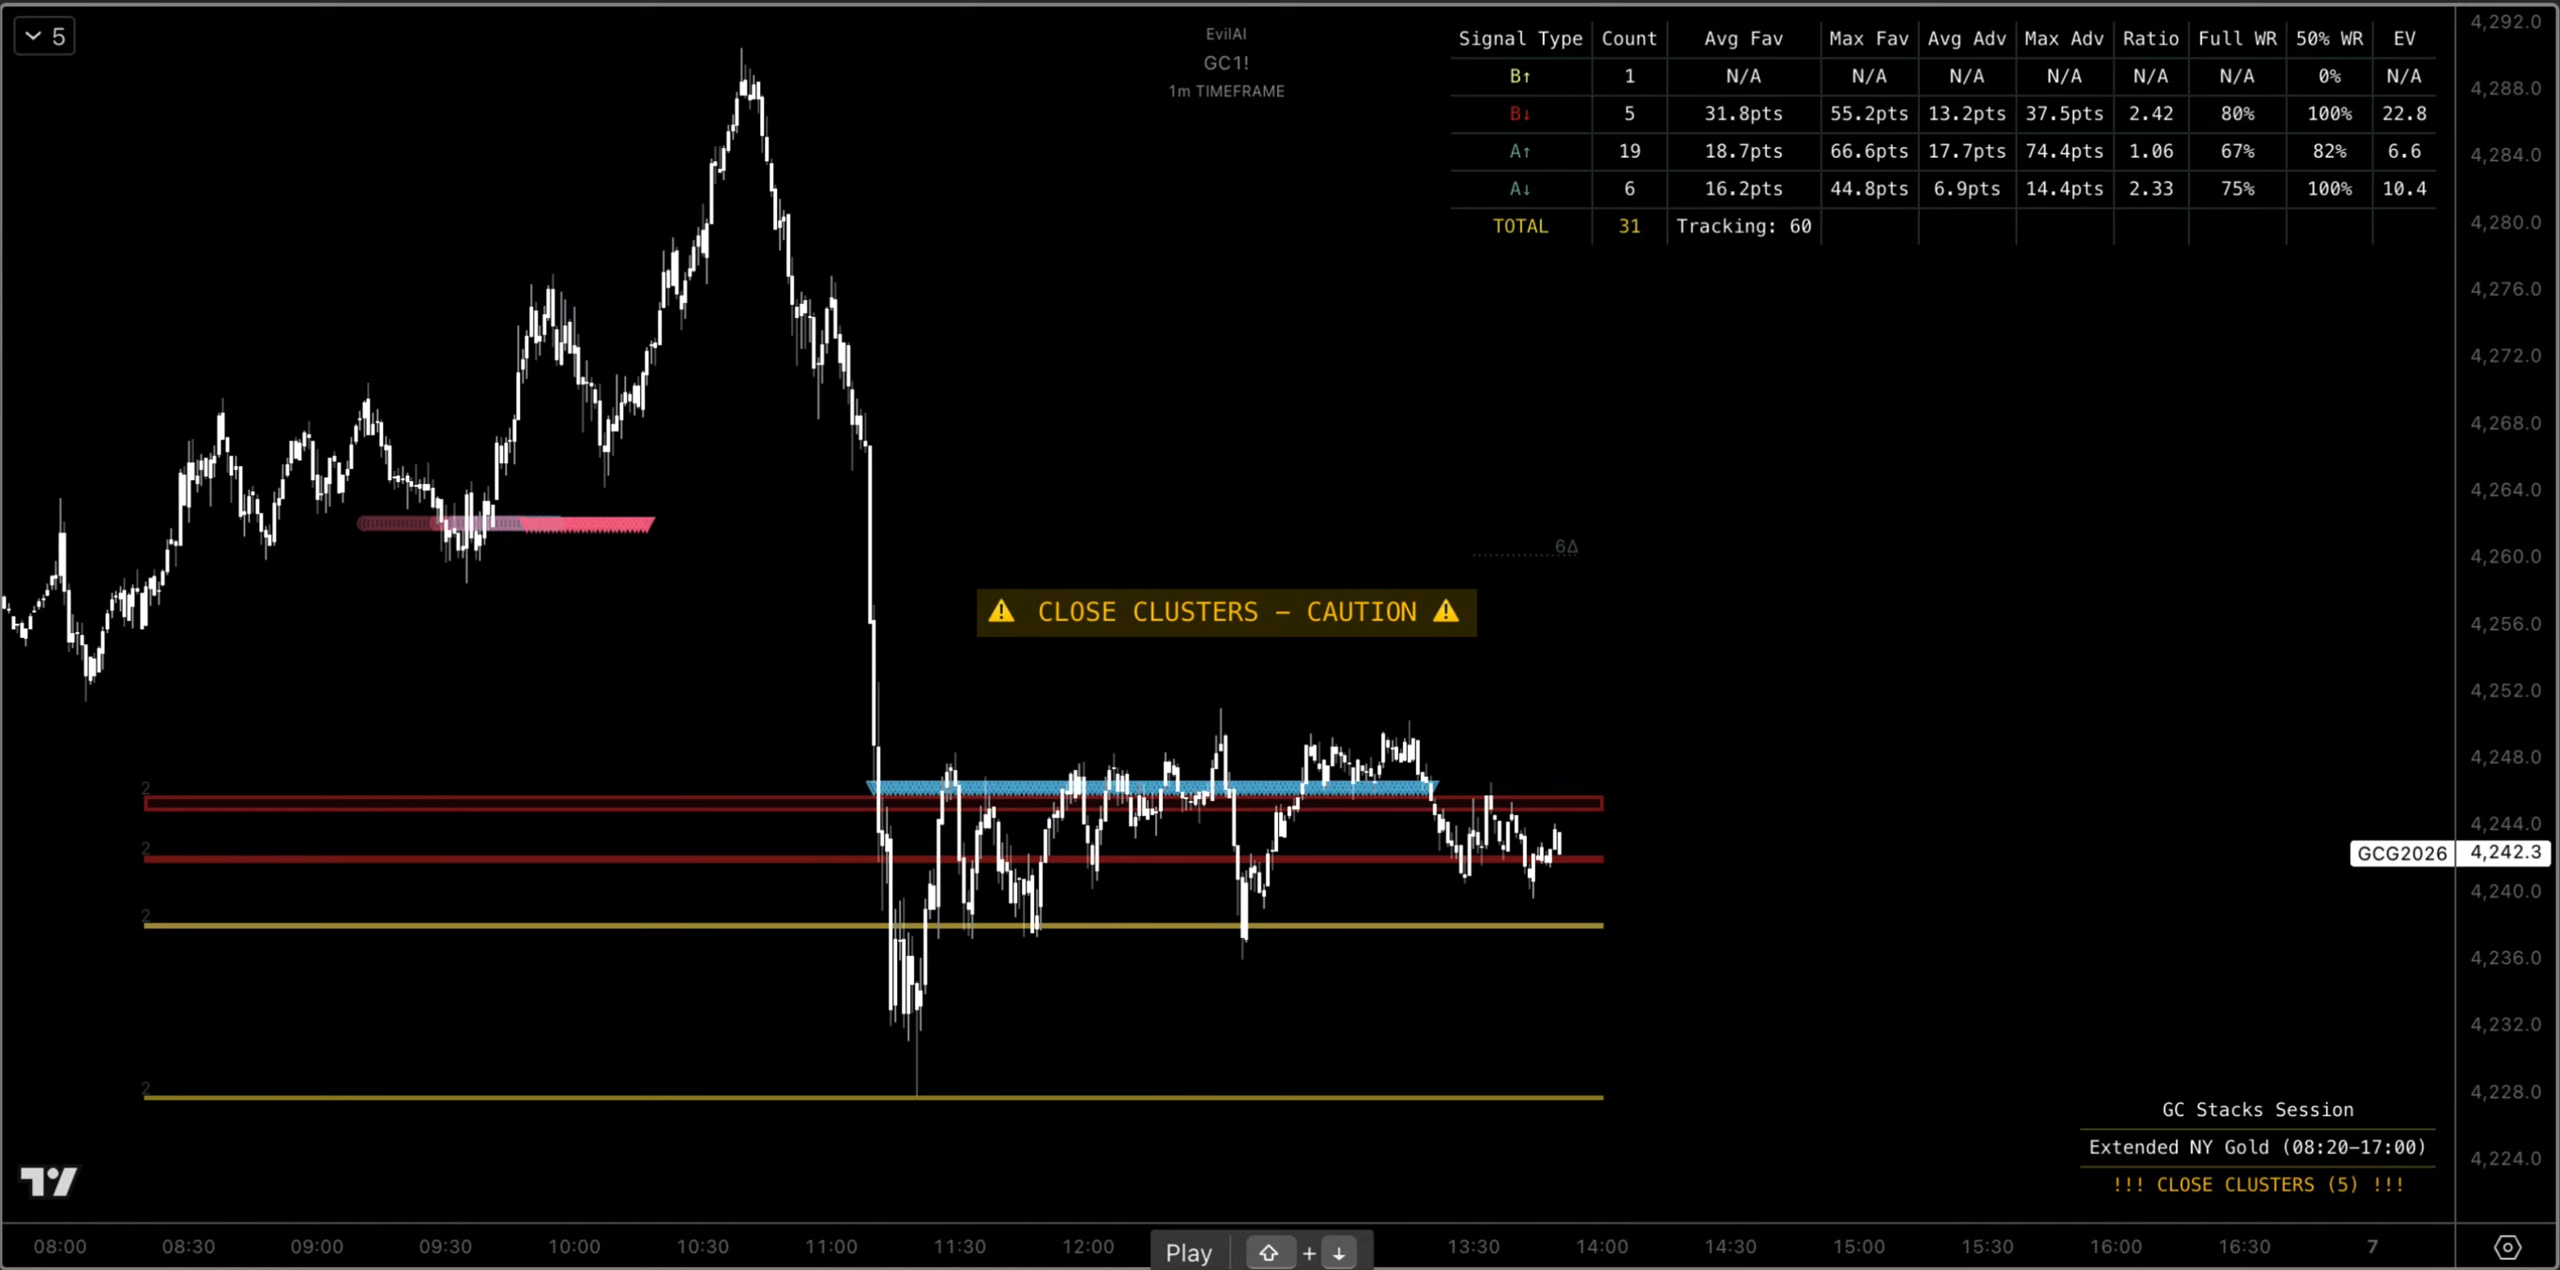 5
EvilAI
GC1!
1m TIMEFRAME
Signal Type Count Avg Fav Max Fav Avg Adv Max Adv Ratio Full WR 50% WR EV
B↑ 1 N/A N/A N/A N/A N/A N/A 0% N/A
B↓ 5 31.8pts 55.2pts 13.2pts 37.5pts 2.42 80% 100% 22.8
A↑ 19 18.7pts 66.6pts 17.7pts 74.4pts 1.06 67% 82% 6.6
A↓ 6 16.2pts 44.8pts 6.9pts 14.4pts 2.33 75% 100% 10.4
TOTAL 31 Tracking: 60
4,292.0
4,288.0
4,284.0
4,280.0
4,276.0
4,272.0
4,268.0
4,264.0
4,260.0
4,256.0
4,252.0
4,248.0
4,244.0
GCG2026 4,242.3
4,240.0
4,236.0
4,232.0
4,228.0
4,224.0
6Δ
⚠ CLOSE CLUSTERS – CAUTION ⚠
2
2
2
2
GC Stacks Session
Extended NY Gold (08:20–17:00)
!!! CLOSE CLUSTERS (5) !!!
08:00 08:30 09:00 09:30 10:00 10:30 11:00 11:30 12:00 13:30 14:00 14:30 15:00 15:30 16:00 16:30 7
Play + ↓